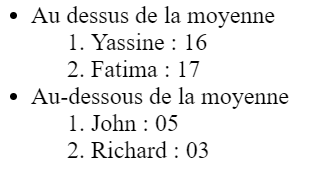 • Au dessus de la moyenne
1. Yassine : 16
2. Fatima : 17
• Au-dessous de la moyenne
1. John : 05
2. Richard : 03